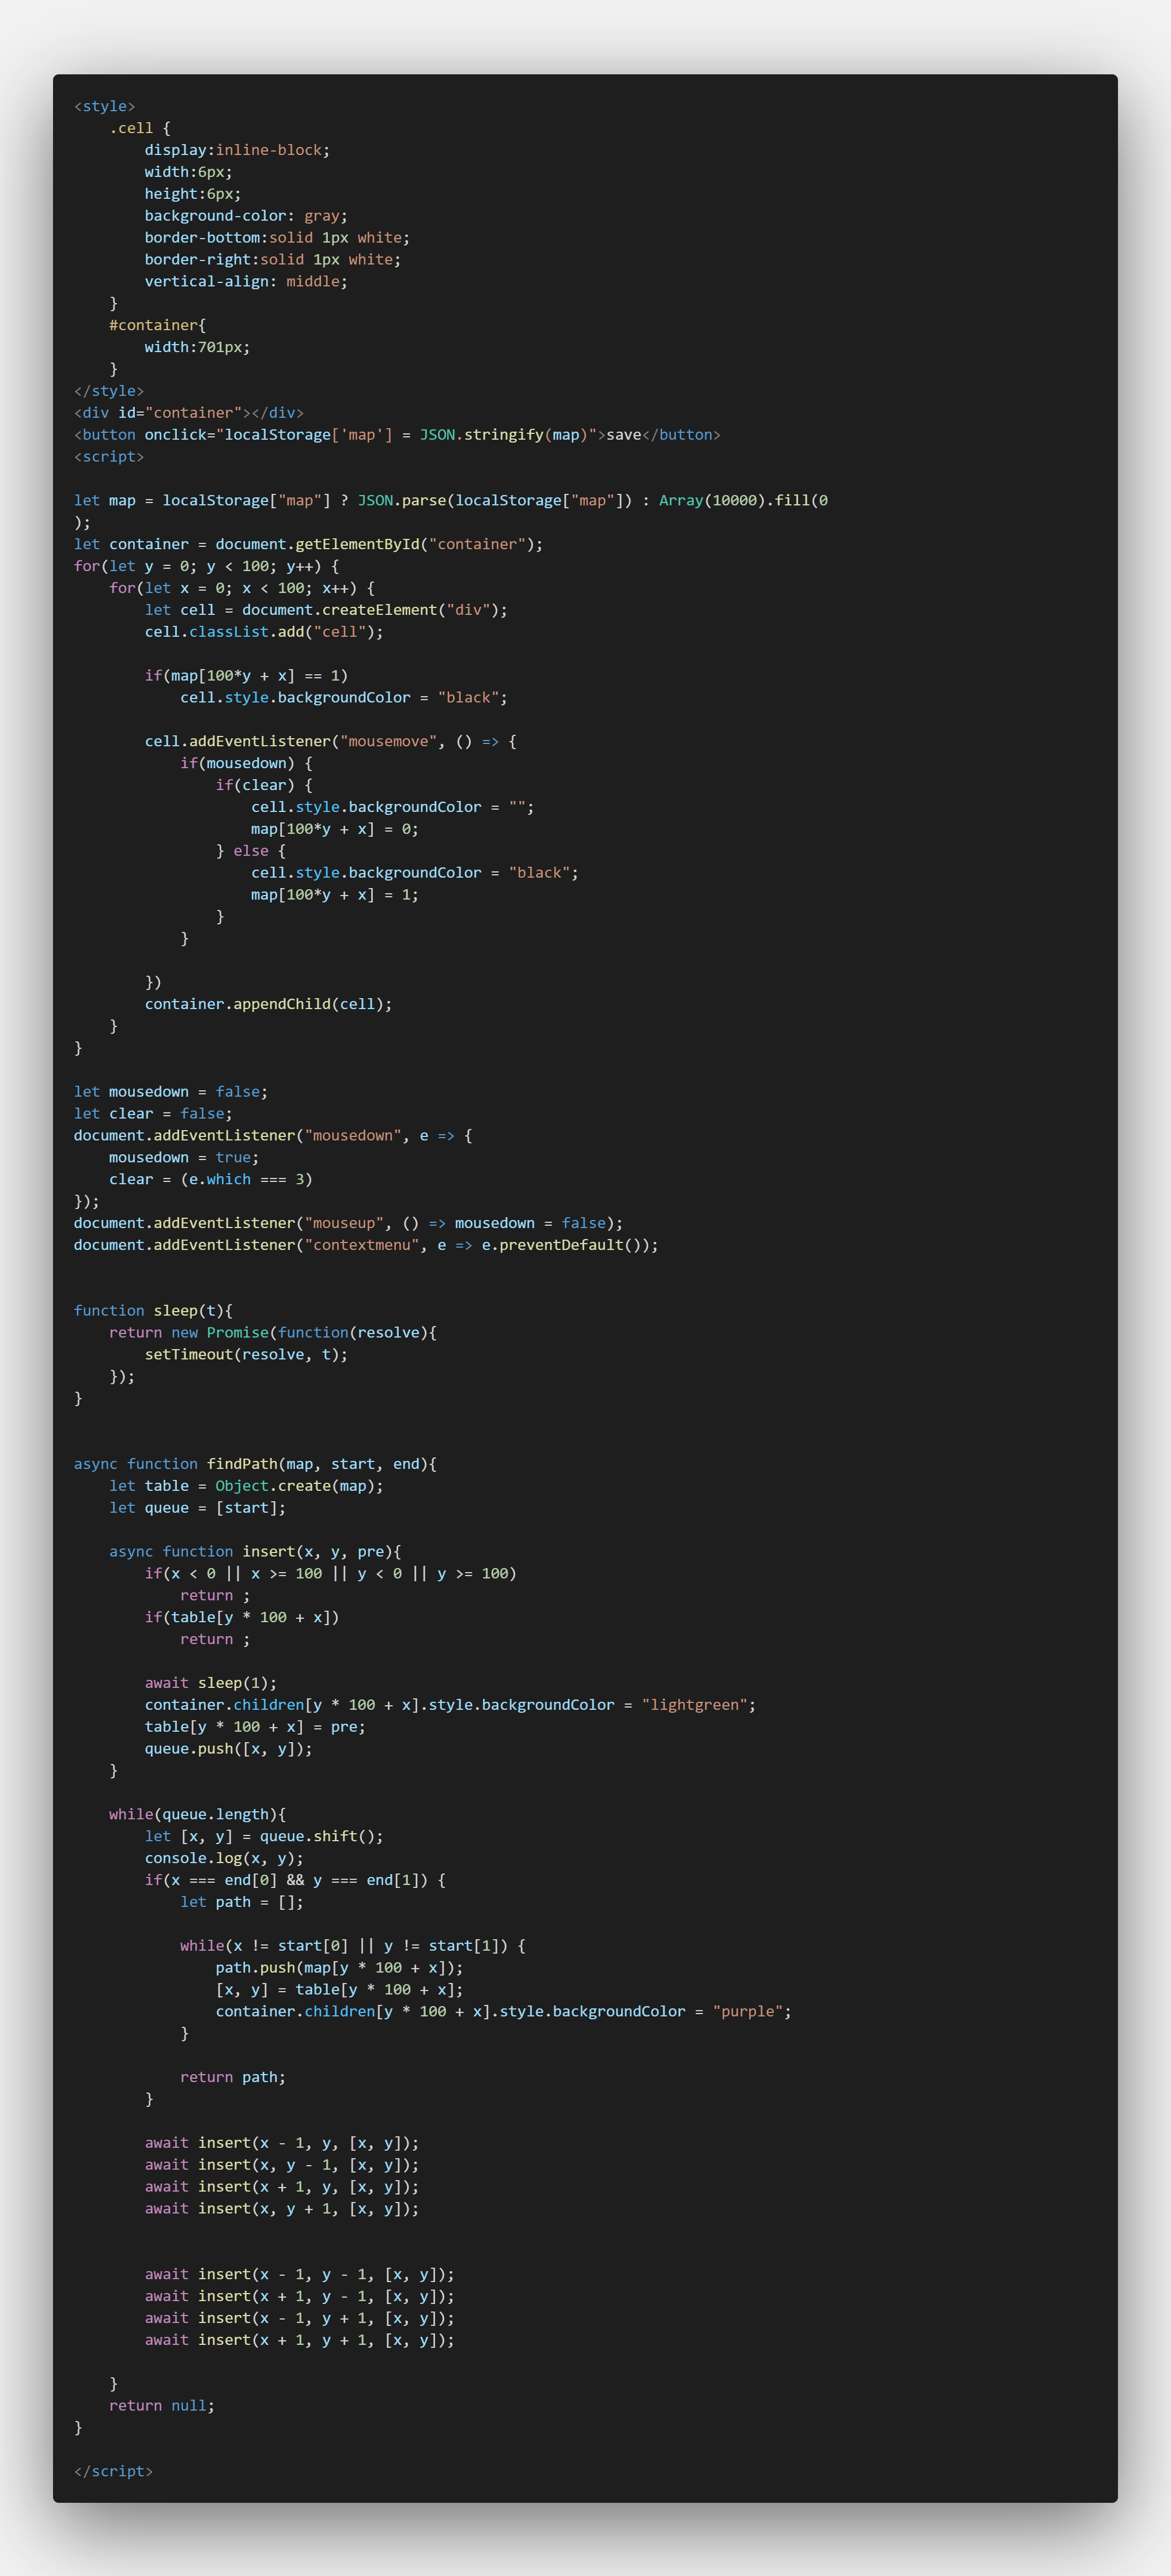 <style>
    .cell {
        display:inline-block;
        width:6px;
        height:6px;
        background-color: gray;
        border-bottom:solid 1px white;
        border-right:solid 1px white;
        vertical-align: middle;
    }
    #container{
        width:701px;
    }
</style>
<div id="container"></div>
<button onclick="localStorage['map'] = JSON.stringify(map)">save</button>
<script>

let map = localStorage["map"] ? JSON.parse(localStorage["map"]) : Array(10000).fill(0
);
let container = document.getElementById("container");
for(let y = 0; y < 100; y++) {
    for(let x = 0; x < 100; x++) {
        let cell = document.createElement("div");
        cell.classList.add("cell");

        if(map[100*y + x] == 1)
            cell.style.backgroundColor = "black";

        cell.addEventListener("mousemove", () => {
            if(mousedown) {
                if(clear) {
                    cell.style.backgroundColor = "";
                    map[100*y + x] = 0;
                } else {
                    cell.style.backgroundColor = "black";
                    map[100*y + x] = 1;
                }
            }

        })
        container.appendChild(cell);
    }
}

let mousedown = false;
let clear = false;
document.addEventListener("mousedown", e => {
    mousedown = true;
    clear = (e.which === 3)
});
document.addEventListener("mouseup", () => mousedown = false);
document.addEventListener("contextmenu", e => e.preventDefault());


function sleep(t){
    return new Promise(function(resolve){
        setTimeout(resolve, t);
    });
}


async function findPath(map, start, end){
    let table = Object.create(map);
    let queue = [start];

    async function insert(x, y, pre){
        if(x < 0 || x >= 100 || y < 0 || y >= 100)
            return ;
        if(table[y * 100 + x])
            return ;

        await sleep(1);
        container.children[y * 100 + x].style.backgroundColor = "lightgreen";
        table[y * 100 + x] = pre;
        queue.push([x, y]);
    }

    while(queue.length){
        let [x, y] = queue.shift();
        console.log(x, y);
        if(x === end[0] && y === end[1]) {
            let path = [];

            while(x != start[0] || y != start[1]) {
                path.push(map[y * 100 + x]);
                [x, y] = table[y * 100 + x];
                container.children[y * 100 + x].style.backgroundColor = "purple";
            }

            return path;
        }

        await insert(x - 1, y, [x, y]);
        await insert(x, y - 1, [x, y]);
        await insert(x + 1, y, [x, y]);
        await insert(x, y + 1, [x, y]);


        await insert(x - 1, y - 1, [x, y]);
        await insert(x + 1, y - 1, [x, y]);
        await insert(x - 1, y + 1, [x, y]);
        await insert(x + 1, y + 1, [x, y]);

    }
    return null;
}

</script>